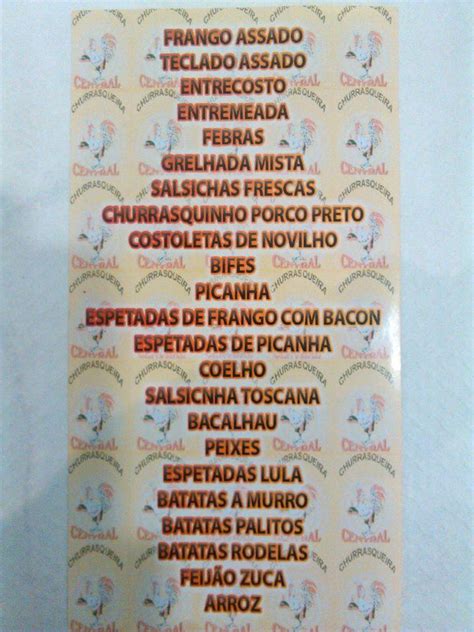 FRANGO ASSADO
TECLADO ASSADO
ENTRECOSTO
ENTREMEADA
FEBRAS
GRELHADA MISTA
SALSICHAS FRESCAS
CHURRASQUINHO PORCO PRETO
COSTOLETAS DE NOVILHO
BIFES
PICANHA
ESPETADAS DE FRANGO COM BACON
ESPETADAS DE PICANHA
COELHO
SALSICNHA TOSCANA
BACALHAU
PEIXES
ESPETADAS LULA
BATATAS A MURRO
BATATAS PALITOS
BATATAS RODELAS
FEIJÃO ZUCA
ARROZ
CHURRASQUEIRA
CENTRAL